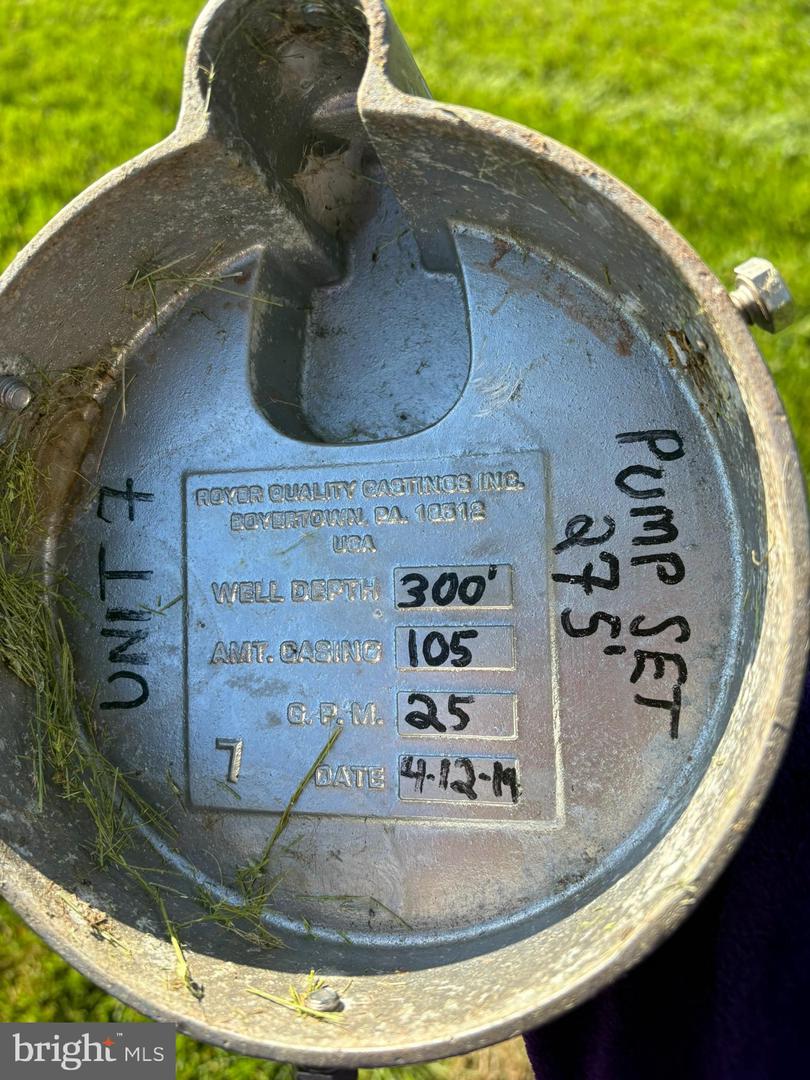 ROYER QUALITY CASTINGS INC.
BOYERTOWN, PA. 19512
USA
WELL DEPTH 300'
AMT. CASING 105
G. P. M. 25
7 DATE 4-12-19
UNIT 7
PUMP SET
275'
bright MLS